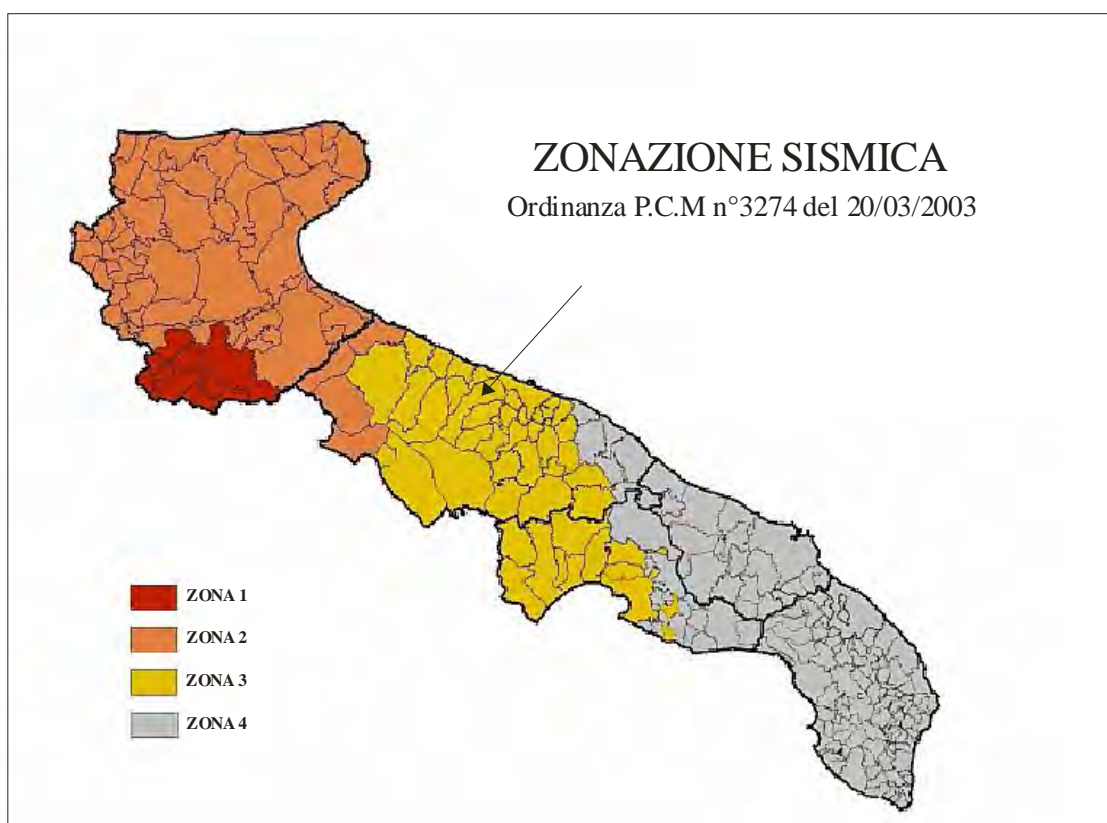 ZONAZIONE SISMICA
Ordinanza P.C.M n°3274 del 20/03/2003
ZONA 1
ZONA 2
ZONA 3
ZONA 4